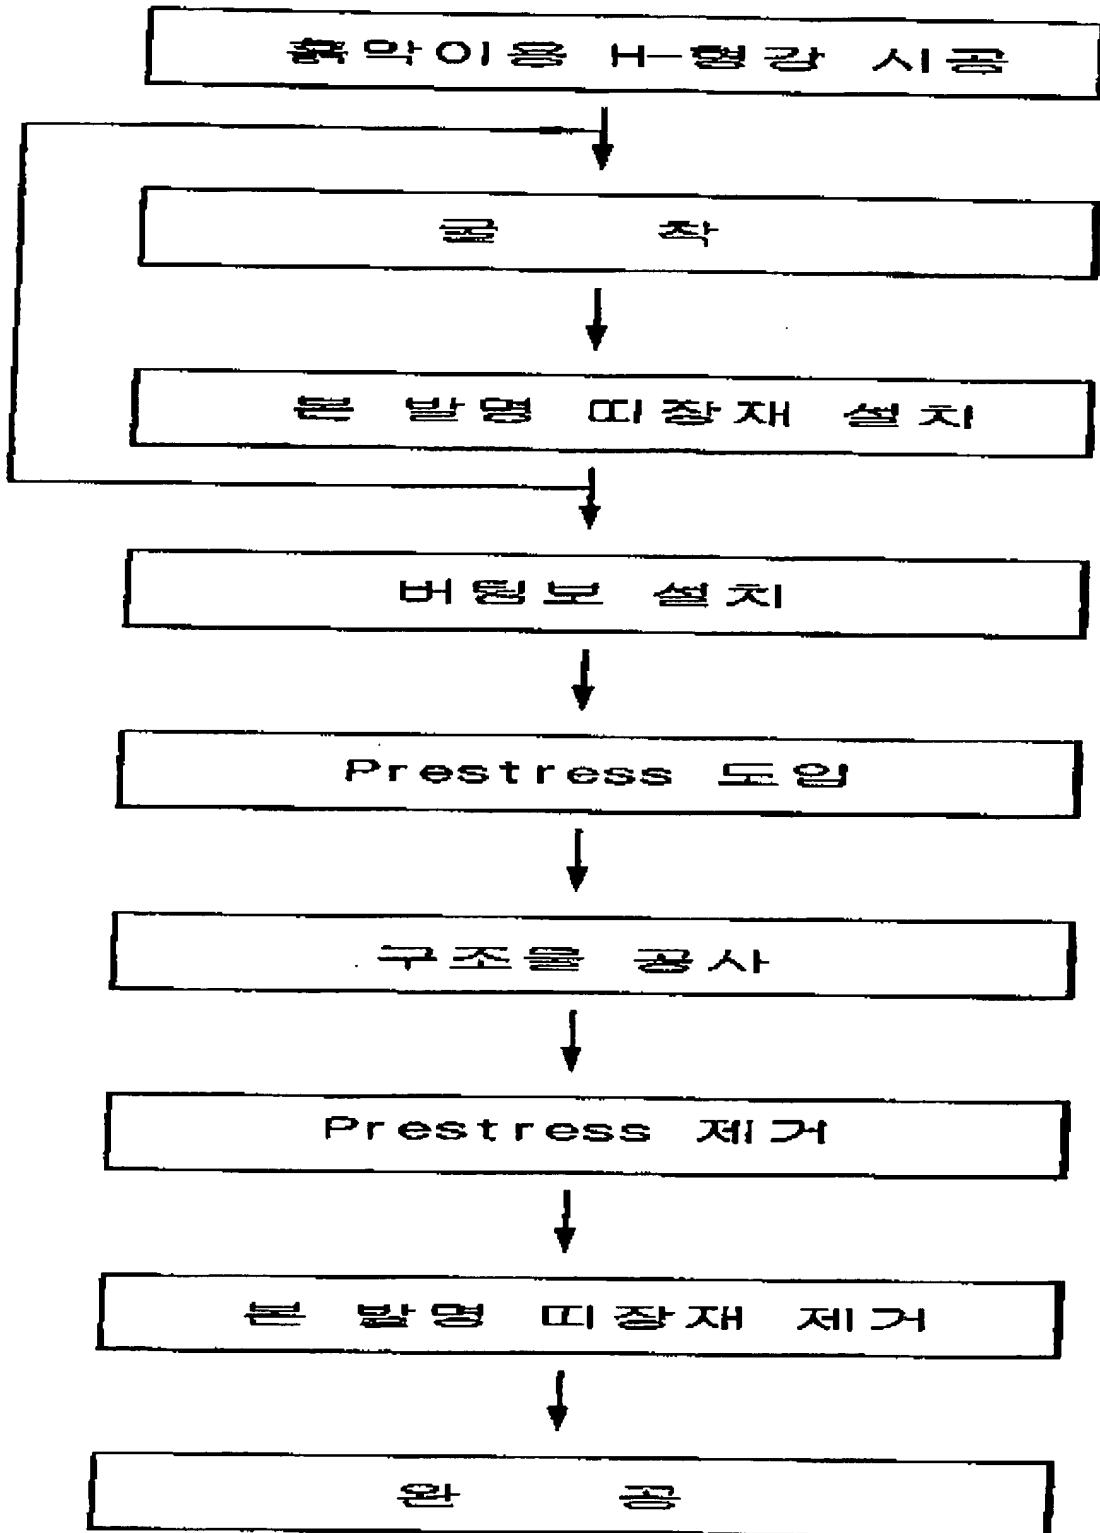 흙막이용 H-형강 시공
굴 착
본 발명 띠장재 설치
버팀보 설치
Prestress 도입
구조물 공사
Prestress 제거
본 발명 띠장재 제거
완 공